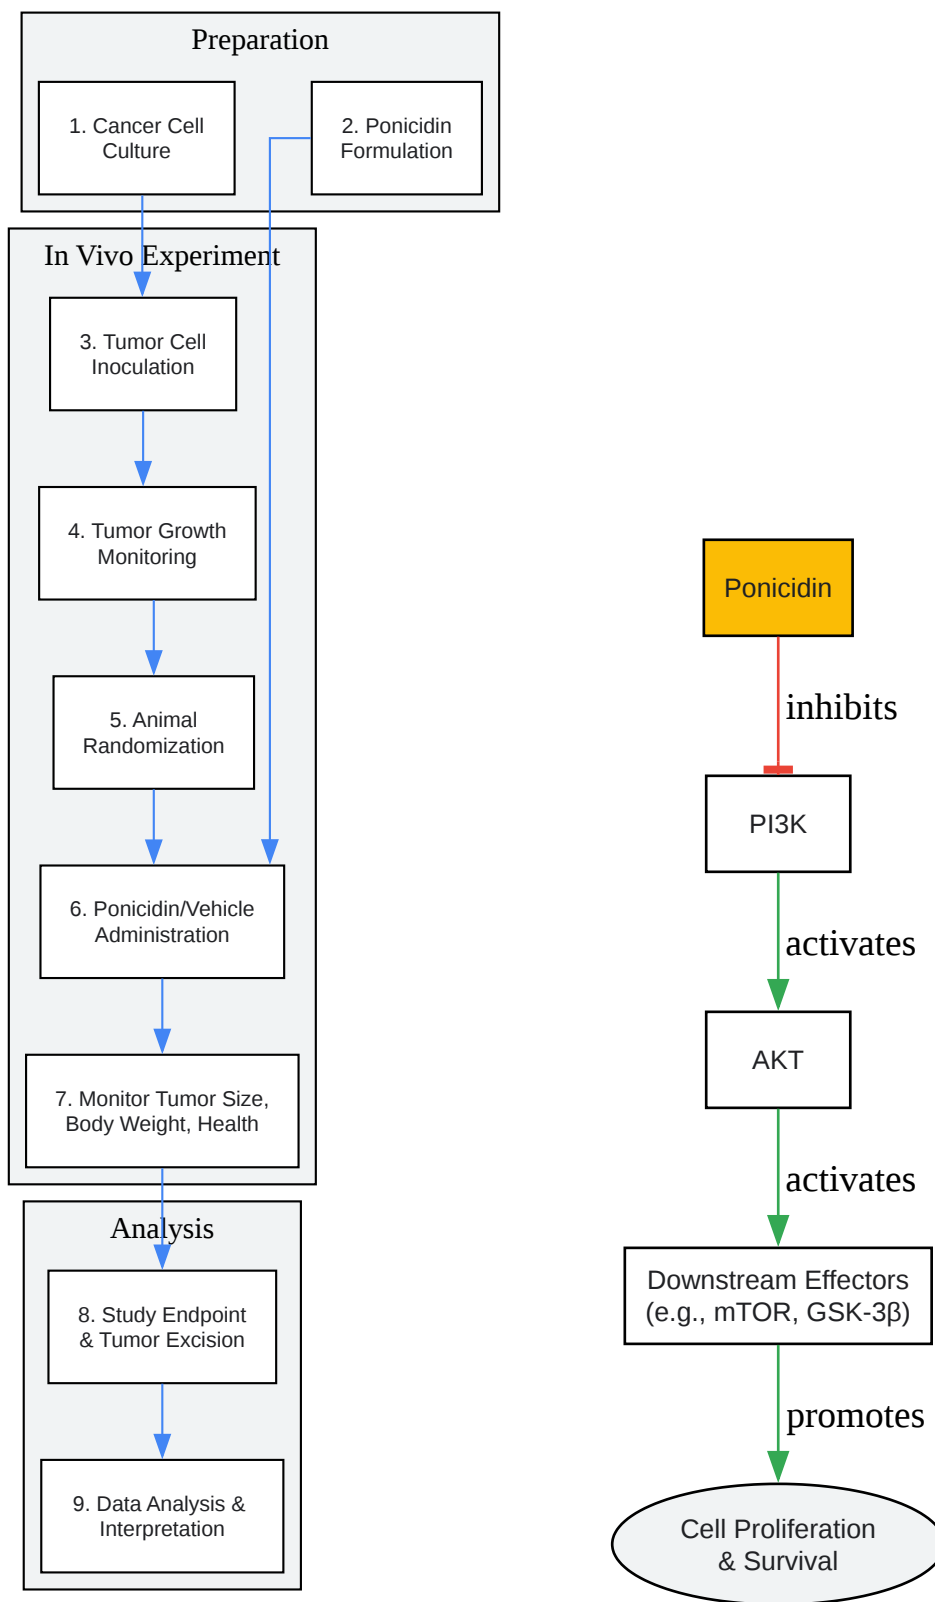 Preparation
1. Cancer Cell
Culture
2. Ponicidin
Formulation
In Vivo Experiment
3. Tumor Cell
Inoculation
4. Tumor Growth
Monitoring
5. Animal
Randomization
6. Ponicidin/Vehicle
Administration
7. Monitor Tumor Size,
Body Weight, Health
Analysis
8. Study Endpoint
& Tumor Excision
9. Data Analysis &
Interpretation
Ponicidin
inhibits
PI3K
activates
AKT
activates
Downstream Effectors
(e.g., mTOR, GSK-3β)
promotes
Cell Proliferation
& Survival